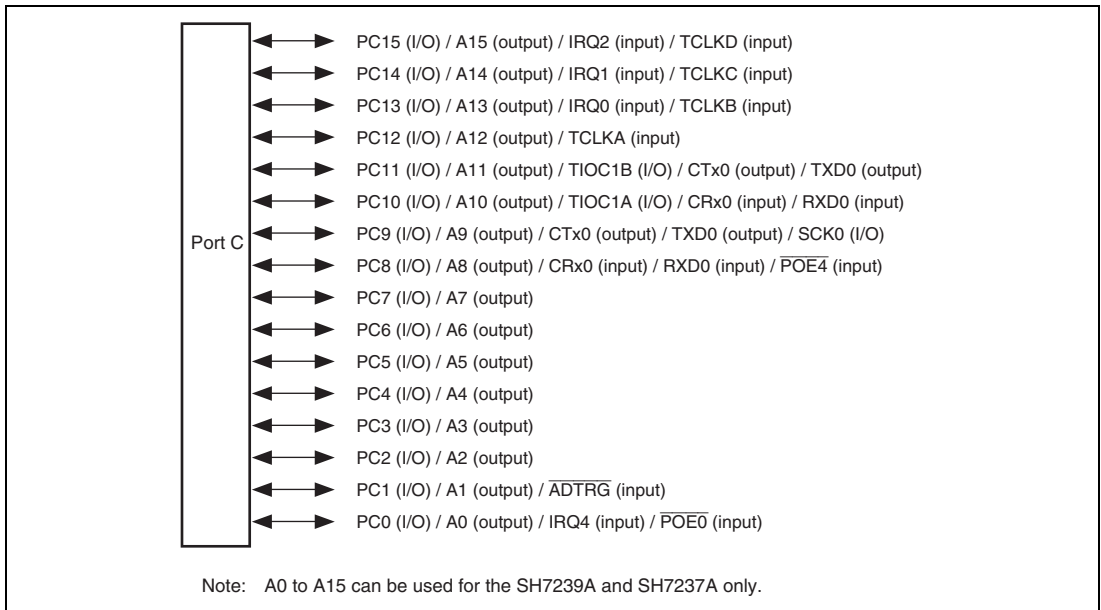 PC15 (I/O) / A15 (output) / IRQ2 (input) / TCLKD (input)
PC14 (I/O) / A14 (output) / IRQ1 (input) / TCLKC (input)
PC13 (I/O) / A13 (output) / IRQ0 (input) / TCLKB (input)
PC12 (I/O) / A12 (output) / TCLKA (input)
PC11 (I/O) / A11 (output) / TIOC1B (I/O) / CTx0 (output) / TXD0 (output)
PC10 (I/O) / A10 (output) / TIOC1A (I/O) / CRx0 (input) / RXD0 (input)
Port C
PC9 (I/O) / A9 (output) / CTx0 (output) / TXD0 (output) / SCK0 (I/O)
PC8 (I/O) / A8 (output) / CRx0 (input) / RXD0 (input) / P̅O̅E̅4̅ (input)
PC7 (I/O) / A7 (output)
PC6 (I/O) / A6 (output)
PC5 (I/O) / A5 (output)
PC4 (I/O) / A4 (output)
PC3 (I/O) / A3 (output)
PC2 (I/O) / A2 (output)
PC1 (I/O) / A1 (output) / A̅D̅T̅R̅G̅ (input)
PC0 (I/O) / A0 (output) / IRQ4 (input) / P̅O̅E̅0̅ (input)
Note: A0 to A15 can be used for the SH7239A and SH7237A only.